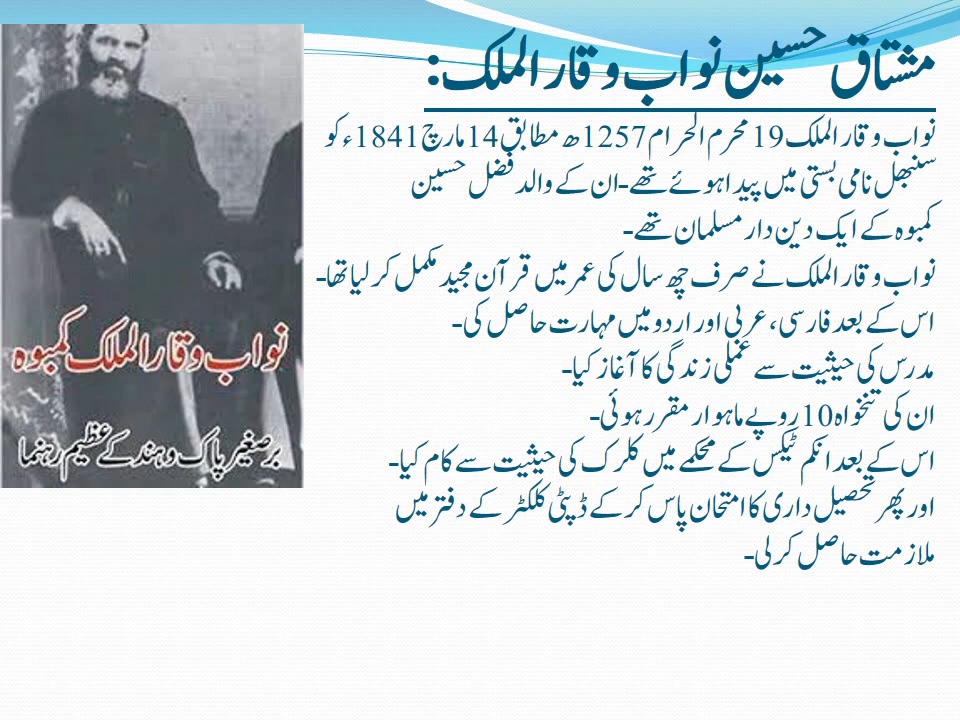 مشتاق حسین نواب وقار الملک:
نواب وقار الملک 19 محرم الحرام 1257ھ مطابق 14 مارچ 1841ء کو
سنبھل نامی بستی میں پیدا ہوئے تھے-ان کے والد فضل حسین
کمبوہ کے ایک دین دار مسلمان تھے-
نواب وقار الملک نے صرف چھ سال کی عمر میں قرآن مجید مکمل کر لیا تھا-
اس کے بعد فارسی، عربی اور اردو میں مہارت حاصل کی-
مدرس کی حیثیت سے عملی زندگی کا آغاز کیا-
ان کی تنخواہ 10 روپے ماہوار مقرر ہوئی-
اس کے بعد انکم ٹیکس کے محکمے میں کلرک کی حیثیت سے کام کیا-
اور پھر تحصیل داری کا امتحان پاس کر کے ڈپٹی کلکٹر کے دفتر میں
ملازمت حاصل کر لی-
نواب وقار الملک کمبوہ
برصغیر پاک و ہند کے عظیم رہنما